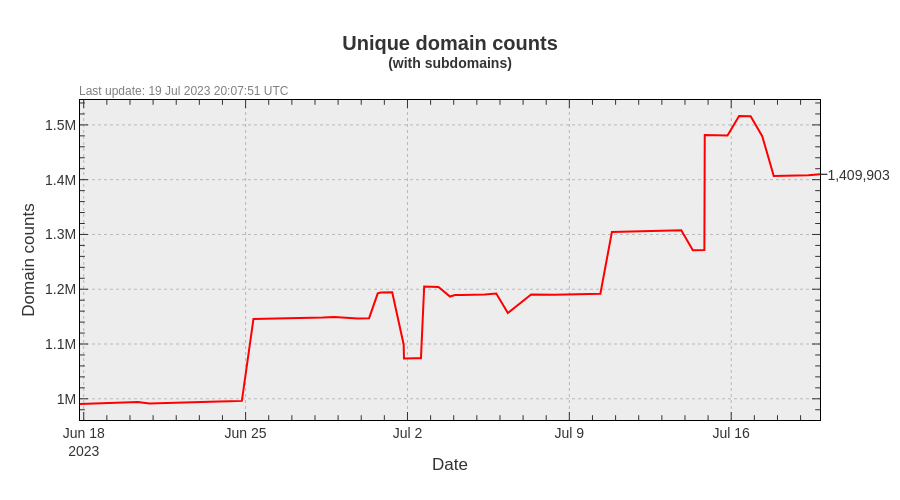 Unique domain counts
(with subdomains)
Last update: 19 Jul 2023 20:07:51 UTC
1.5M
1.4M
1.3M
1.2M
1.1M
1M
Domain counts
1,409,903
Jun 18
2023
Jun 25
Jul 2
Jul 9
Jul 16
Date